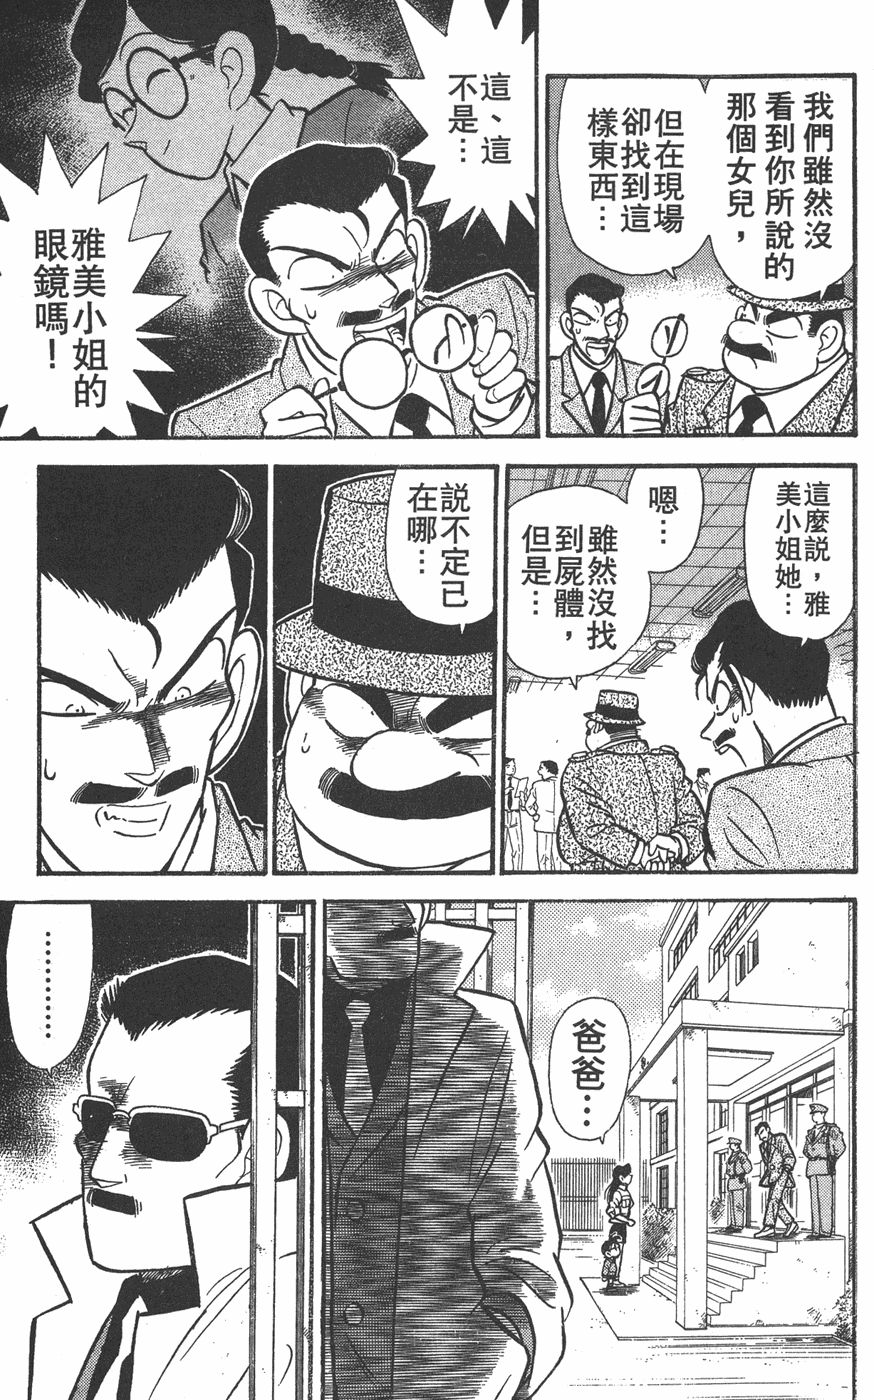 我們雖然沒
看到你所說的
那個女兒，
但在現場
卻找到這
樣東西…
這、這
不是…
雅美小姐的
眼鏡嗎！
這麼說，雅
美小姐她…
嗯…
雖然沒找
到屍體，
但是…
說不定已
在哪…
爸爸…
………